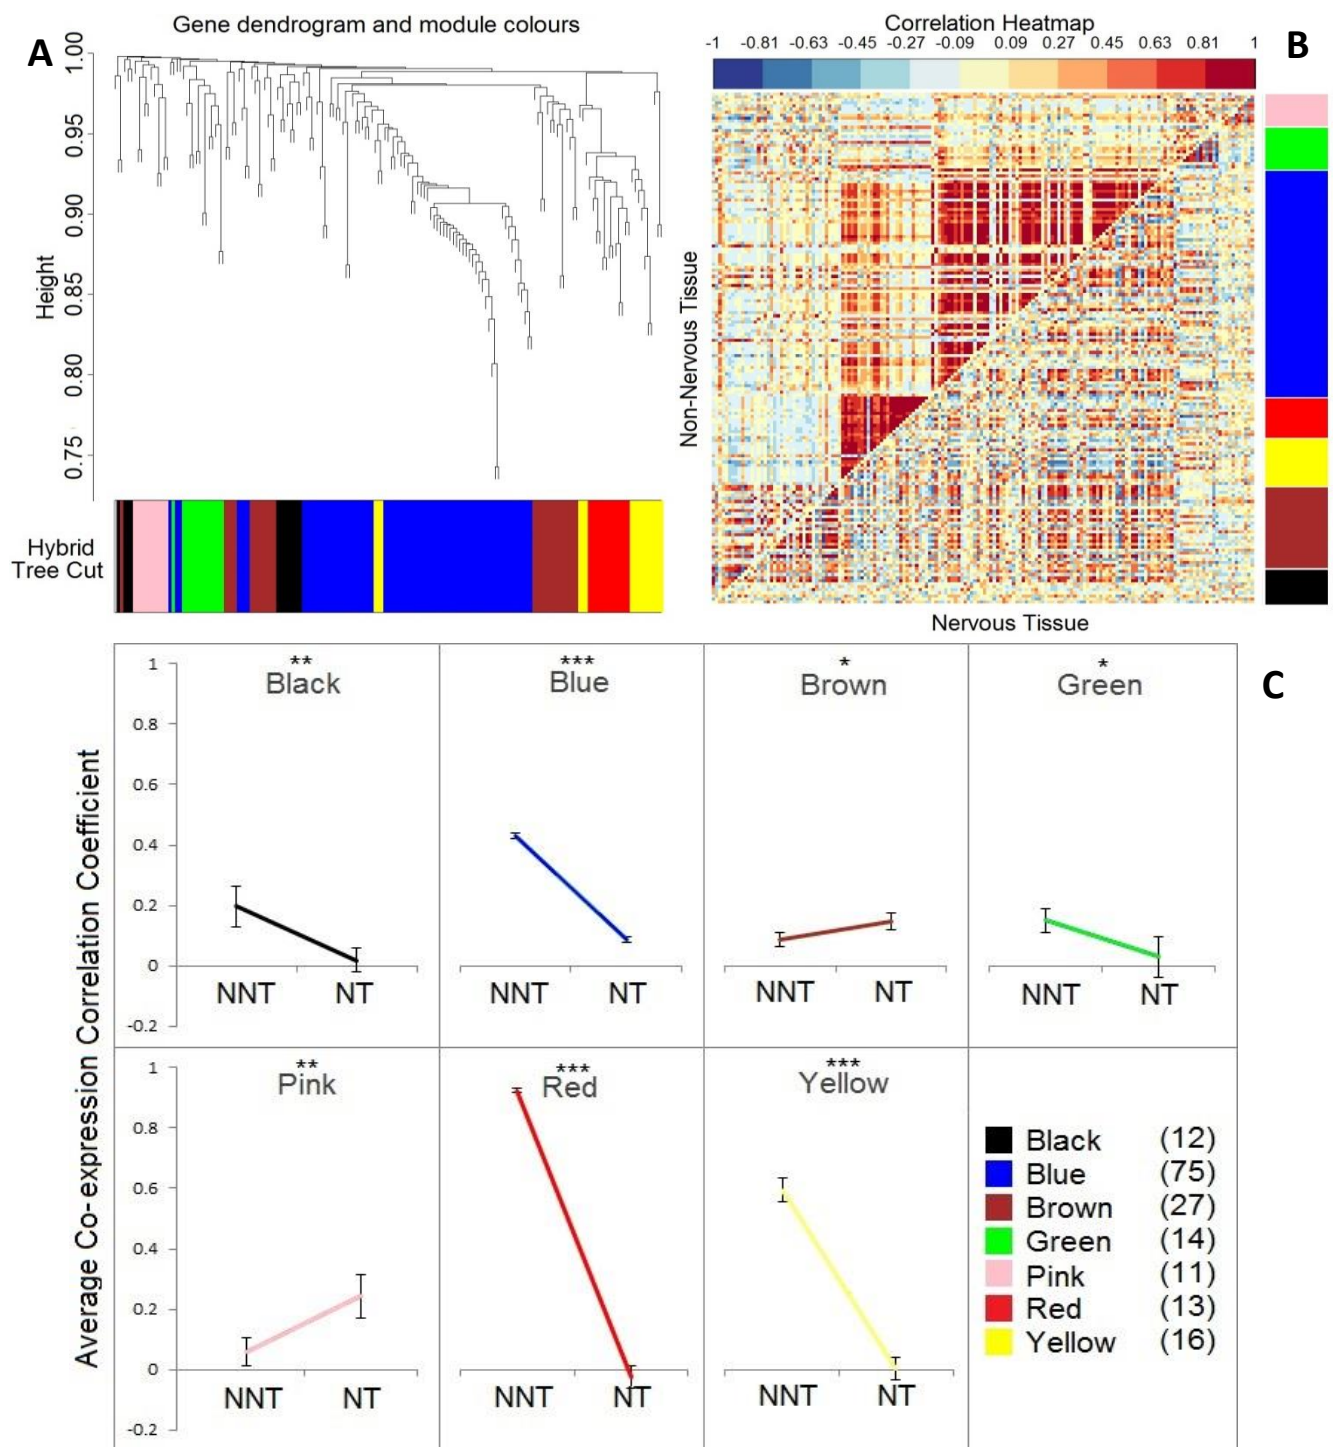 A
Gene dendrogram and module colours
1.00
0.95
0.90
0.85
0.80
0.75
Height
Hybrid
Tree Cut
Correlation Heatmap
B
-1 -0.81 -0.63 -0.45 -0.27 -0.09 0.09 0.27 0.45 0.63 0.81 1
Non-Nervous Tissue
Nervous Tissue
C
Average Co-expression Correlation Coefficient
1
0.8
0.6
0.4
0.2
0
-0.2
**
Black
NNT NT
***
Blue
NNT NT
*
Brown
NNT NT
*
Green
NNT NT
1
0.8
0.6
0.4
0.2
0
-0.2
**
Pink
NNT NT
***
Red
NNT NT
***
Yellow
NNT NT
Black (12)
Blue (75)
Brown (27)
Green (14)
Pink (11)
Red (13)
Yellow (16)